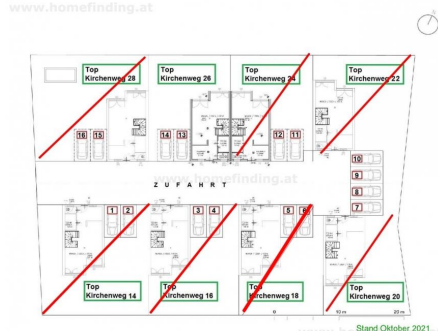 www.homefinding.at
Top
Kirchenweg 28
Top
Kirchenweg 26
Top
Kirchenweg 24
Top
Kirchenweg 22
16 15
14 13
12 11
10
9
8
7
www.homefinding.at
ZUFAHRT
1 2
3 4
5 6
Top
Kirchenweg 14
Top
Kirchenweg 16
Top
Kirchenweg 18
Top
Kirchenweg 20
0 10 m 20 m
Stand Oktober 2021